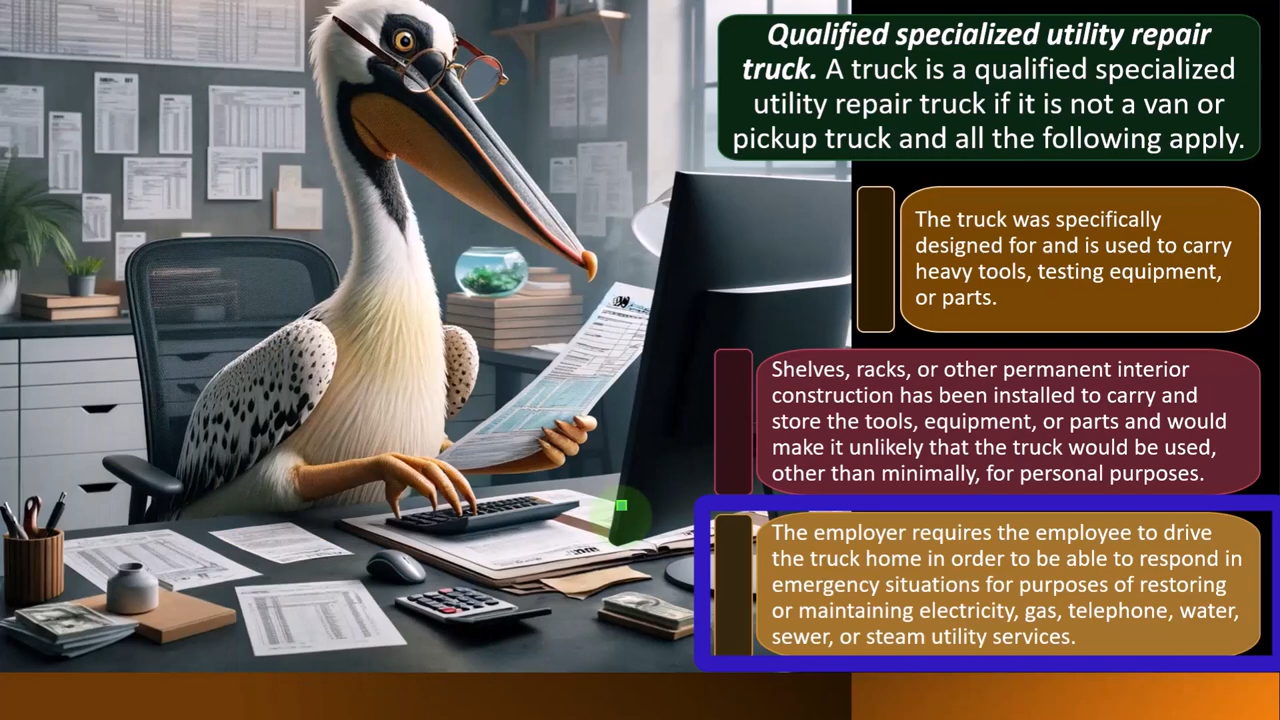 Qualified specialized utility repair
truck. A truck is a qualified specialized
utility repair truck if it is not a van or
pickup truck and all the following apply.
The truck was specifically
designed for and is used to carry
heavy tools, testing equipment,
or parts.
Shelves, racks, or other permanent interior
construction has been installed to carry and
store the tools, equipment, or parts and would
make it unlikely that the truck would be used,
other than minimally, for personal purposes.
The employer requires the employee to drive
the truck home in order to be able to respond in
emergency situations for purposes of restoring
or maintaining electricity, gas, telephone, water,
sewer, or steam utility services.